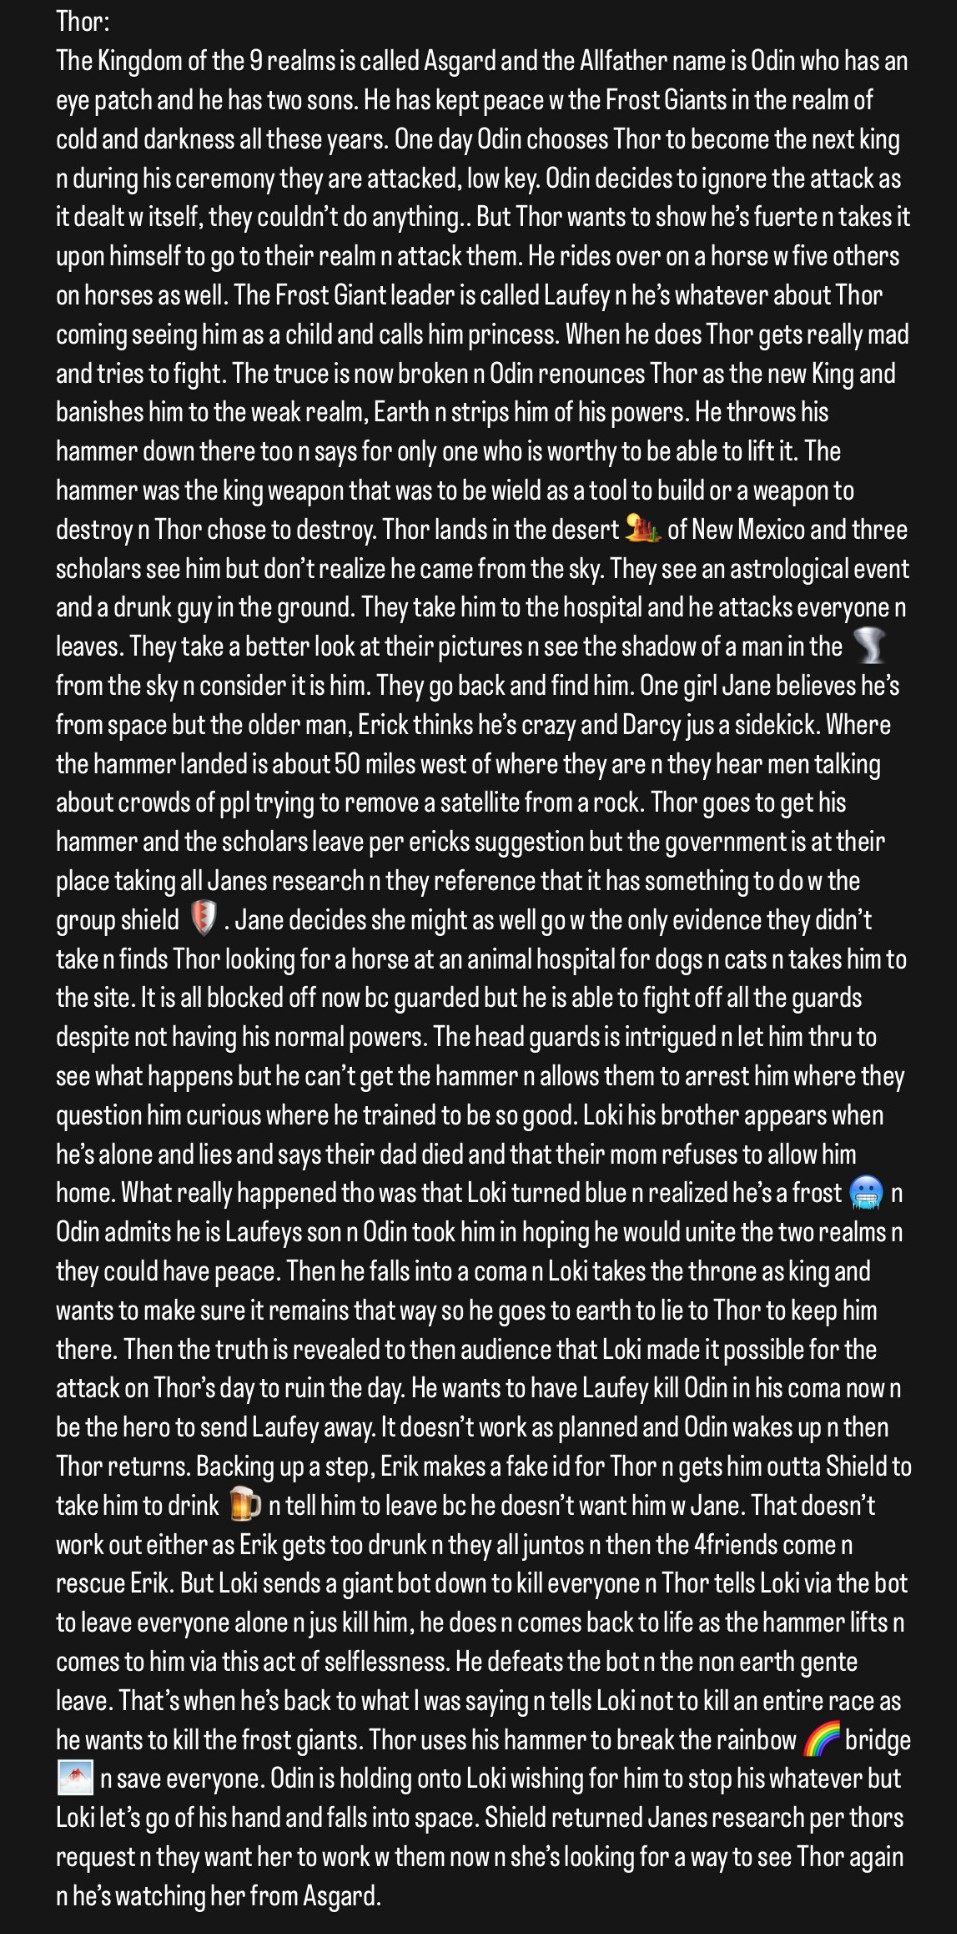 Thor:
The Kingdom of the 9 realms is called Asgard and the Allfather name is Odin who has an
eye patch and he has two sons. He has kept peace w the Frost Giants in the realm of
cold and darkness all these years. One day Odin chooses Thor to become the next king
n during his ceremony they are attacked, low key. Odin decides to ignore the attack as
it dealt w itself, they couldn't do anything.. But Thor wants to show he's fuerte n takes it
upon himself to go to their realm n attack them. He rides over on a horse w five others
on horses as well. The Frost Giant leader is called Laufey n he's whatever about Thor
coming seeing him as a child and calls him princess. When he does Thor gets really mad
and tries to fight. The truce is now broken n Odin renounces Thor as the new King and
banishes him to the weak realm, Earth n strips him of his powers. He throws his
hammer down there too n says for only one who is worthy to be able to lift it. The
hammer was the king weapon that was to be wield as a tool to build or a weapon to
destroy n Thor chose to destroy. Thor lands in the desert 🏜️ of New Mexico and three
scholars see him but don't realize he came from the sky. They see an astrological event
and a drunk guy in the ground. They take him to the hospital and he attacks everyone n
leaves. They take a better look at their pictures n see the shadow of a man in the 🌪️
from the sky n consider it is him. They go back and find him. One girl Jane believes he's
from space but the older man, Erick thinks he's crazy and Darcy jus a sidekick. Where
the hammer landed is about 50 miles west of where they are n they hear men talking
about crowds of ppl trying to remove a satellite from a rock. Thor goes to get his
hammer and the scholars leave per ericks suggestion but the government is at their
place taking all Janes research n they reference that it has something to do w the
group shield 🛡️ . Jane decides she might as well go w the only evidence they didn't
take n finds Thor looking for a horse at an animal hospital for dogs n cats n takes him to
the site. It is all blocked off now bc guarded but he is able to fight off all the guards
despite not having his normal powers. The head guards is intrigued n let him thru to
see what happens but he can't get the hammer n allows them to arrest him where they
question him curious where he trained to be so good. Loki his brother appears when
he's alone and lies and says their dad died and that their mom refuses to allow him
home. What really happened tho was that Loki turned blue n realized he's a frost 🥶 n
Odin admits he is Laufeys son n Odin took him in hoping he would unite the two realms n
they could have peace. Then he falls into a coma n Loki takes the throne as king and
wants to make sure it remains that way so he goes to earth to lie to Thor to keep him
there. Then the truth is revealed to then audience that Loki made it possible for the
attack on Thor's day to ruin the day. He wants to have Laufey kill Odin in his coma now n
be the hero to send Laufey away. It doesn't work as planned and Odin wakes up n then
Thor returns. Backing up a step, Erik makes a fake id for Thor n gets him outta Shield to
take him to drink 🍺 n tell him to leave bc he doesn't want him w Jane. That doesn't
work out either as Erik gets too drunk n they all juntos n then the 4friends come n
rescue Erik. But Loki sends a giant bot down to kill everyone n Thor tells Loki via the bot
to leave everyone alone n jus kill him, he does n comes back to life as the hammer lifts n
comes to him via this act of selflessness. He defeats the bot n the non earth gente
leave. That's when he's back to what I was saying n tells Loki not to kill an entire race as
he wants to kill the frost giants. Thor uses his hammer to break the rainbow 🌈 bridge
🌁 n save everyone. Odin is holding onto Loki wishing for him to stop his whatever but
Loki let's go of his hand and falls into space. Shield returned Janes research per thors
request n they want her to work w them now n she's looking for a way to see Thor again
n he's watching her from Asgard.